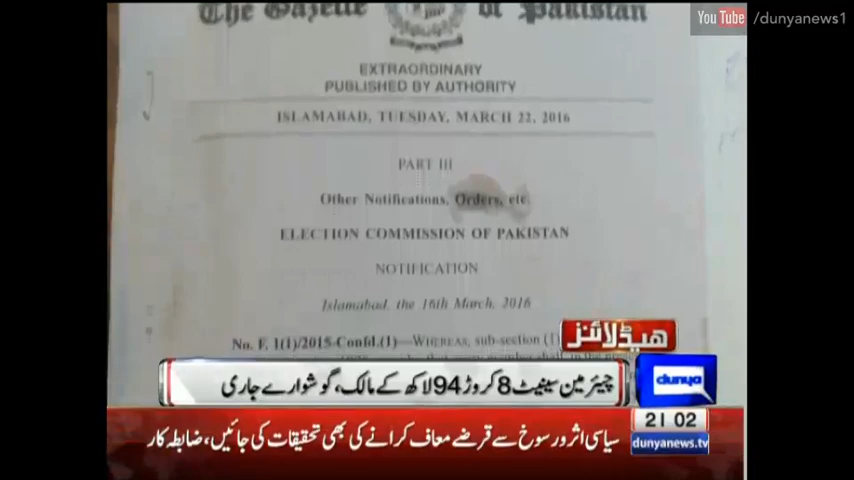 The Gazette of Pakistan
YouTube /dunyanews1
EXTRAORDINARY
PUBLISHED BY AUTHORITY
ISLAMABAD, TUESDAY, MARCH 22, 2016
PART III
Other Notifications, Orders, etc.
ELECTION COMMISSION OF PAKISTAN
NOTIFICATION
Islamabad, the 16th March, 2016
No. F. 1(1)/2015-Confd.(1)—WHEREAS, sub-section (1)
ہیڈلائنز
چیئرمین سینیٹ 8 کروڑ 94 لاکھ کے مالک، گوشوارے جاری
dunya
21 02
سیاسی اثر و رسوخ سے قرضے معاف کرانے کی بھی تحقیقات کی جائیں، ضابطہ کار
dunyanews.tv